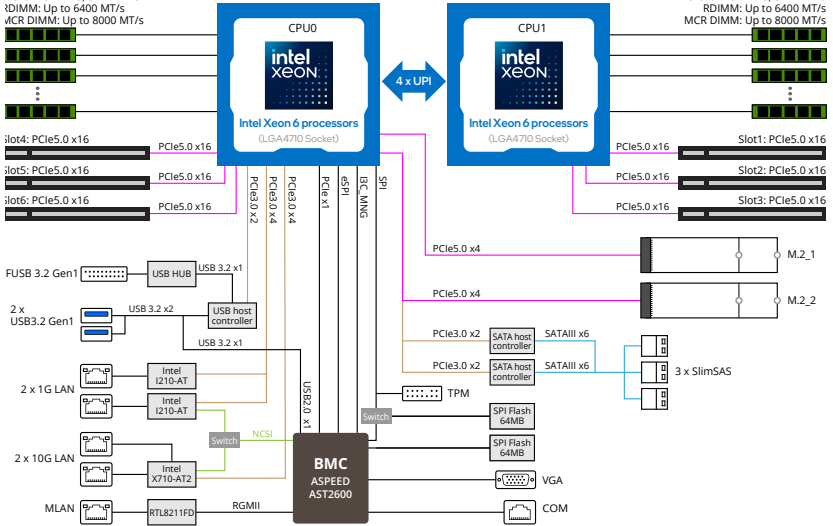 RDIMM: Up to 6400 MT/s
MCR DIMM: Up to 8000 MT/s
RDIMM: Up to 6400 MT/s
MCR DIMM: Up to 8000 MT/s
CPU0
intel
xeon
Intel Xeon 6 processors
(LGA4710 Socket)
4 x UPI
CPU1
intel
xeon
Intel Xeon 6 processors
(LGA4710 Socket)
Slot4: PCIe5.0 x16
PCIe5.0 x16
Slot5: PCIe5.0 x16
PCIe5.0 x16
Slot6: PCIe5.0 x16
PCIe5.0 x16
PCIe5.0 x16
Slot1: PCIe5.0 x16
PCIe5.0 x16
Slot2: PCIe5.0 x16
PCIe5.0 x16
Slot3: PCIe5.0 x16
PCIe3.0 x2
PCIe3.0 x4
PCIe3.0 x4
PCIe x1
eSPI
I3C_MNG
SPI
PCIe5.0 x4
M.2_1
PCIe5.0 x4
M.2_2
FUSB 3.2 Gen1
USB HUB
USB 3.2 x1
2 x
USB3.2 Gen1
USB 3.2 x2
USB host
controller
USB 3.2 x1
PCIe3.0 x2
SATA host
controller
SATAIII x6
PCIe3.0 x2
SATA host
controller
SATAIII x6
3 x SlimSAS
2 x 1G LAN
Intel
I210-AT
Intel
I210-AT
USB2.0 x1
TPM
Switch
SPI Flash
64MB
SPI Flash
64MB
Switch
NCSI
2 x 10G LAN
Intel
X710-AT2
BMC
ASPEED
AST2600
VGA
MLAN
RTL8211FD
RGMII
COM